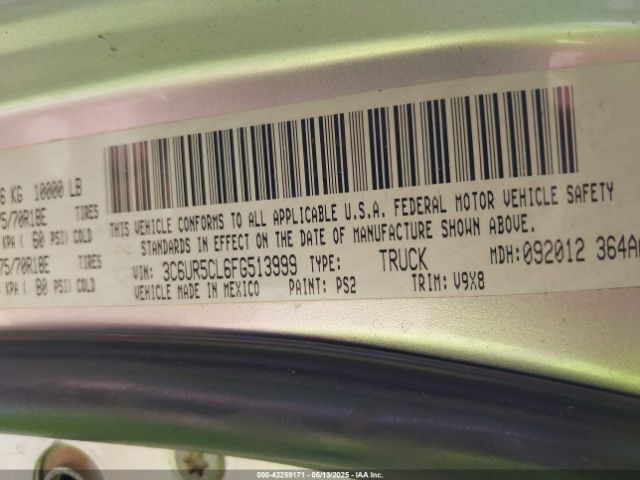 6 KG 10000 LB
75/70R18E TIRES
KPA ( 60 PSI) COLD
75/70R18E TIRES
KPA ( 80 PSI) COLD
THIS VEHICLE CONFORMS TO ALL APPLICABLE U.S.A. FEDERAL MOTOR VEHICLE SAFETY
STANDARDS IN EFFECT ON THE DATE OF MANUFACTURE SHOWN ABOVE.
VIN: 3C6UR5CL6FG513999 TYPE: TRUCK MDH: 092012 364A
VEHICLE MADE IN MEXICO PAINT: PS2 TRIM: V9X8
000-42259171 - 05/13/2025 - IAA Inc.